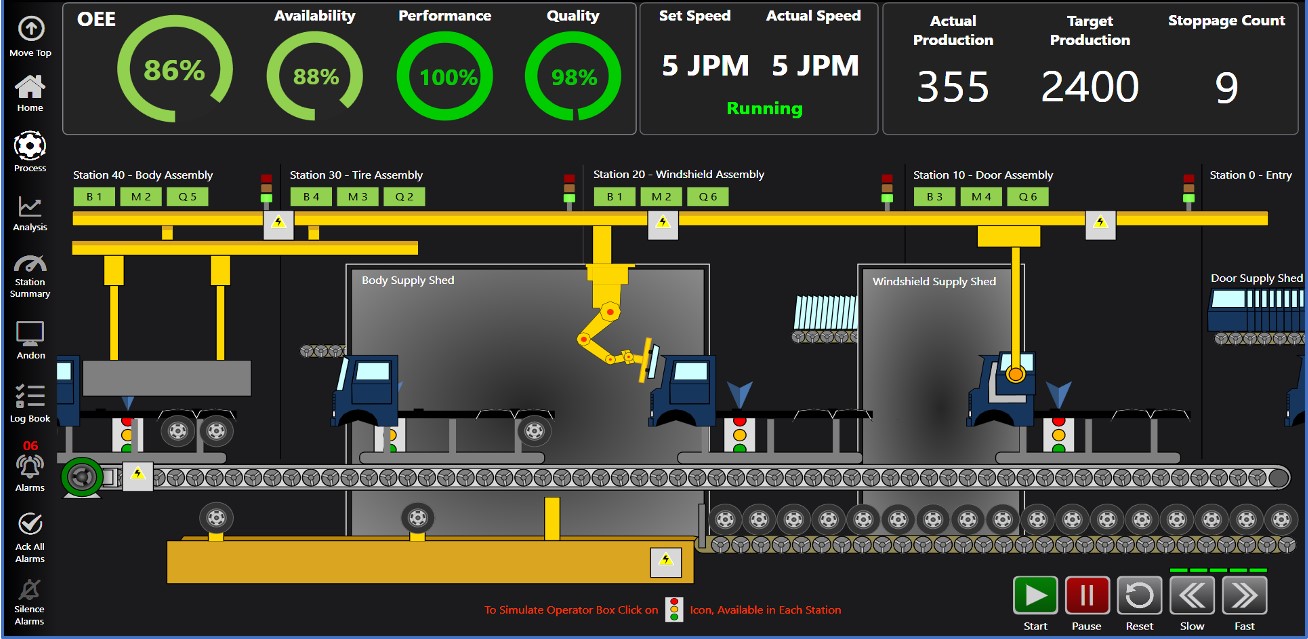 OEE
Availability
Performance
Quality
86%
88%
100%
98%
Set Speed
Actual Speed
5 JPM
5 JPM
Running
Actual
Production
Target
Production
Stoppage Count
355
2400
9
Move Top
Home
Process
Analysis
Station
Summary
Andon
Log Book
06
Alarms
Ack All
Alarms
Silence
Alarms
Station 40 - Body Assembly
B 1
M 2
Q 5
Station 30 - Tire Assembly
B 4
M 3
Q 2
Station 20 - Windshield Assembly
B 1
M 2
Q 6
Station 10 - Door Assembly
B 3
M 4
Q 6
Station 0 - Entry
Body Supply Shed
Windshield Supply Shed
Door Supply Shed
To Simulate Operator Box Click on
Icon, Available in Each Station
Start
Pause
Reset
Slow
Fast